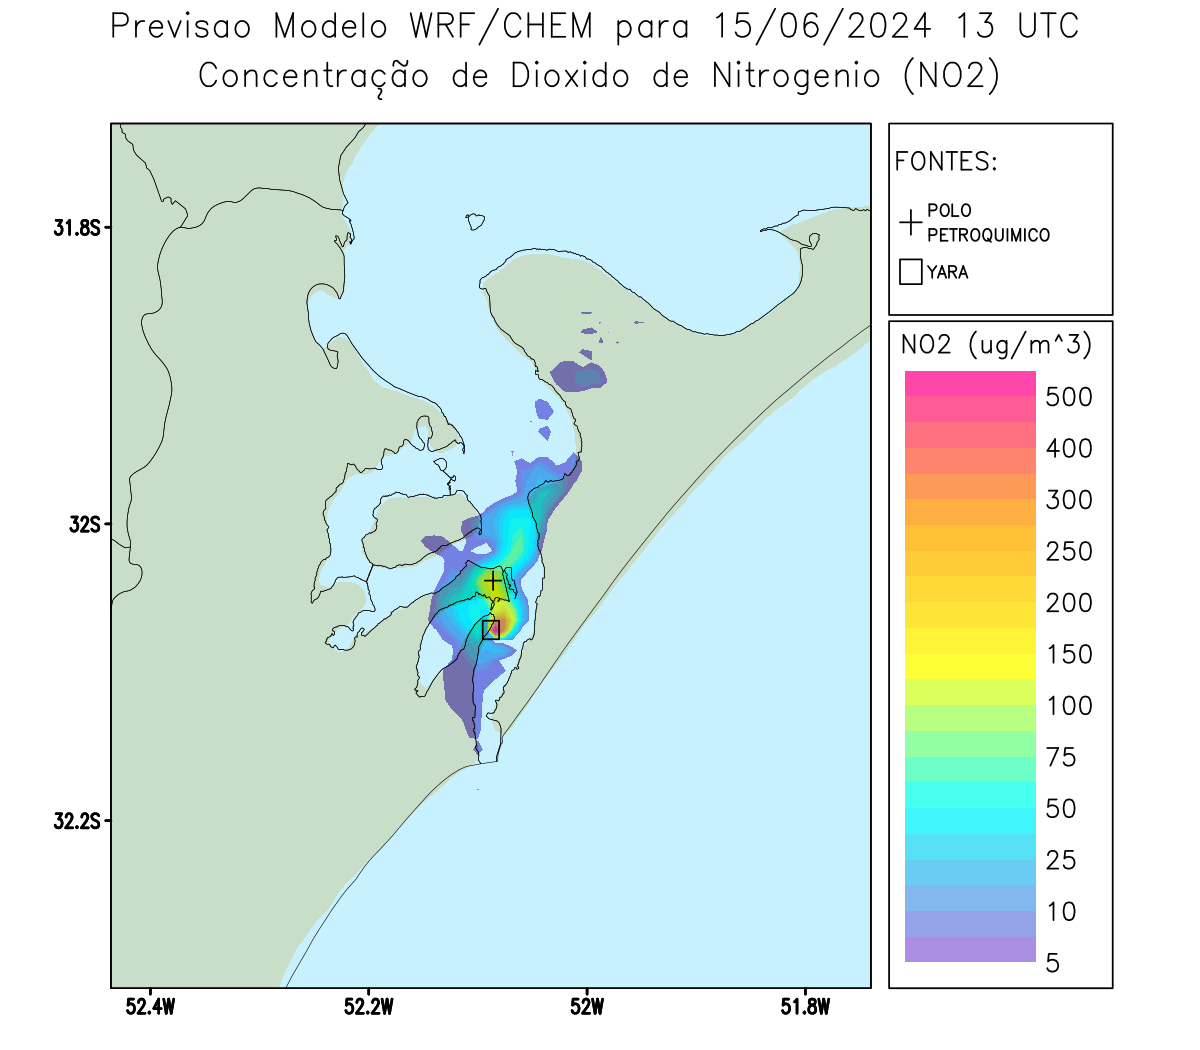 Previsao Modelo WRF/CHEM para 15/06/2024 13 UTC
Concentração de Dioxido de Nitrogenio (NO2)
FONTES:
POLO
PETROQUIMICO
YARA
NO2 (ug/m^3)
500
400
300
250
200
150
100
75
50
25
10
5
31.8S
32S
32.2S
52.4W
52.2W
52W
51.8W